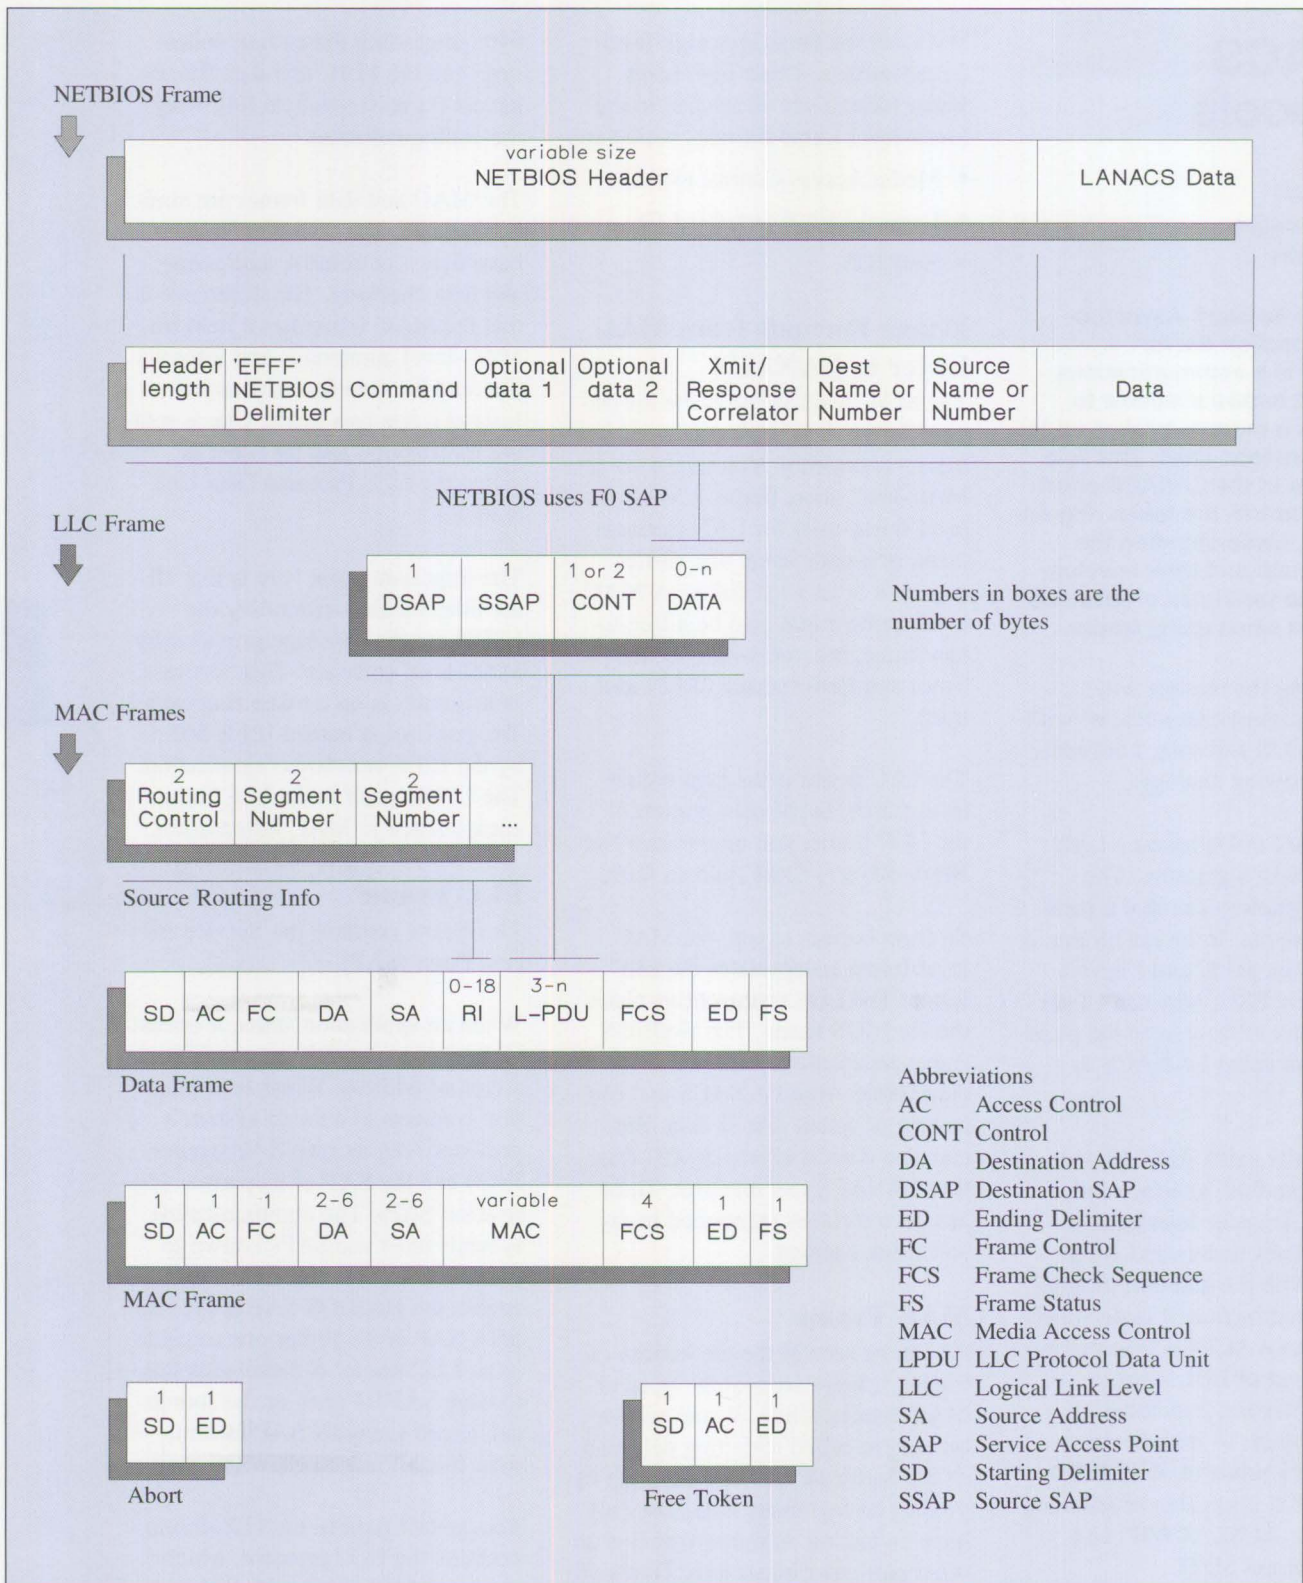 NETBIOS Frame
variable size
NETBIOS Header
LANACS Data
Header length
'EFFF' NETBIOS Delimiter
Command
Optional data 1
Optional data 2
Xmit/ Response Correlator
Dest Name or Number
Source Name or Number
Data
NETBIOS uses F0 SAP
LLC Frame
1 1 1 or 2 0-n
DSAP SSAP CONT DATA
Numbers in boxes are the
number of bytes
MAC Frames
2 2 2
Routing Control
Segment Number
Segment Number
...
Source Routing Info
0-18 3-n
SD AC FC DA SA RI L-PDU FCS ED FS
Data Frame
1 1 1 2-6 2-6 variable 4 1 1
SD AC FC DA SA MAC FCS ED FS
MAC Frame
1 1
SD ED
Abort
1 1 1
SD AC ED
Free Token
Abbreviations
AC Access Control
CONT Control
DA Destination Address
DSAP Destination SAP
ED Ending Delimiter
FC Frame Control
FCS Frame Check Sequence
FS Frame Status
MAC Media Access Control
LPDU LLC Protocol Data Unit
LLC Logical Link Level
SA Source Address
SAP Service Access Point
SD Starting Delimiter
SSAP Source SAP